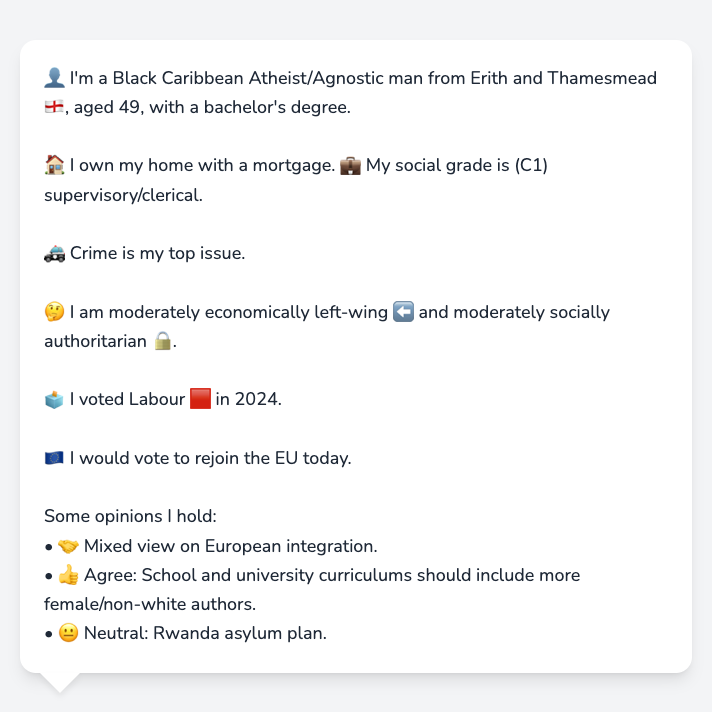 👤 I'm a Black Caribbean Atheist/Agnostic man from Erith and Thamesmead
🏴󠁧󠁢󠁥󠁮󠁧󠁿, aged 49, with a bachelor's degree.
🏠 I own my home with a mortgage. 💼 My social grade is (C1)
supervisory/clerical.
🚓 Crime is my top issue.
🤔 I am moderately economically left-wing ⬅️ and moderately socially
authoritarian 🔒.
🗳️ I voted Labour 🟥 in 2024.
🇪🇺 I would vote to rejoin the EU today.
Some opinions I hold:
• 🤝 Mixed view on European integration.
• 👍 Agree: School and university curriculums should include more
female/non-white authors.
• 😐 Neutral: Rwanda asylum plan.